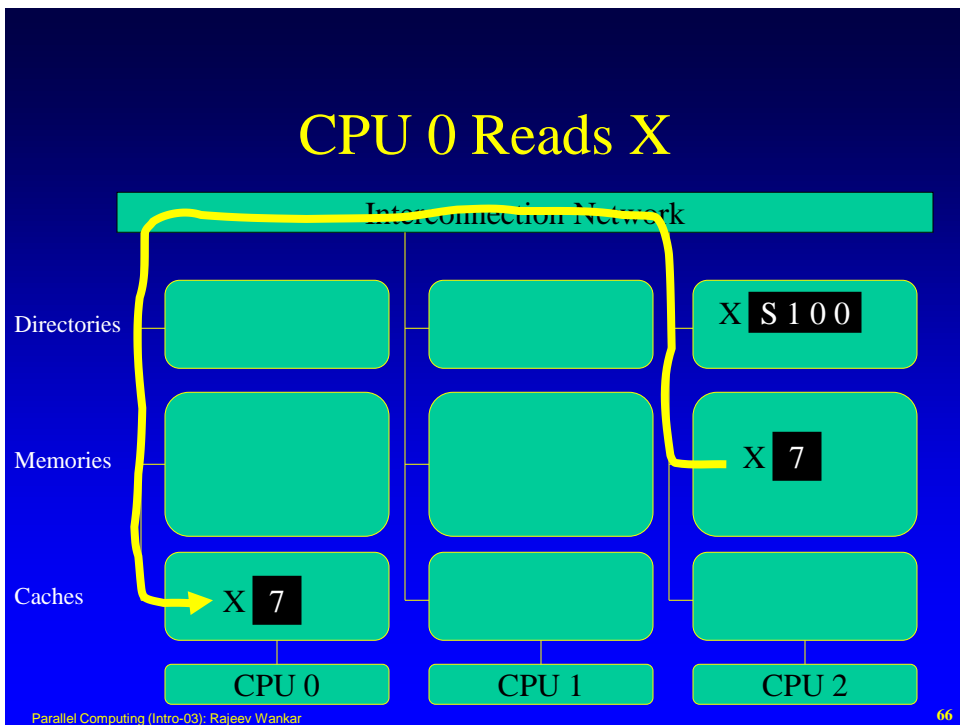 CPU 0 Reads X
Interconnection Network
Directories
X S 1 0 0
Memories
X 7
Caches
X 7
CPU 0
CPU 1
CPU 2
Parallel Computing (Intro-03): Rajeev Wankar
66